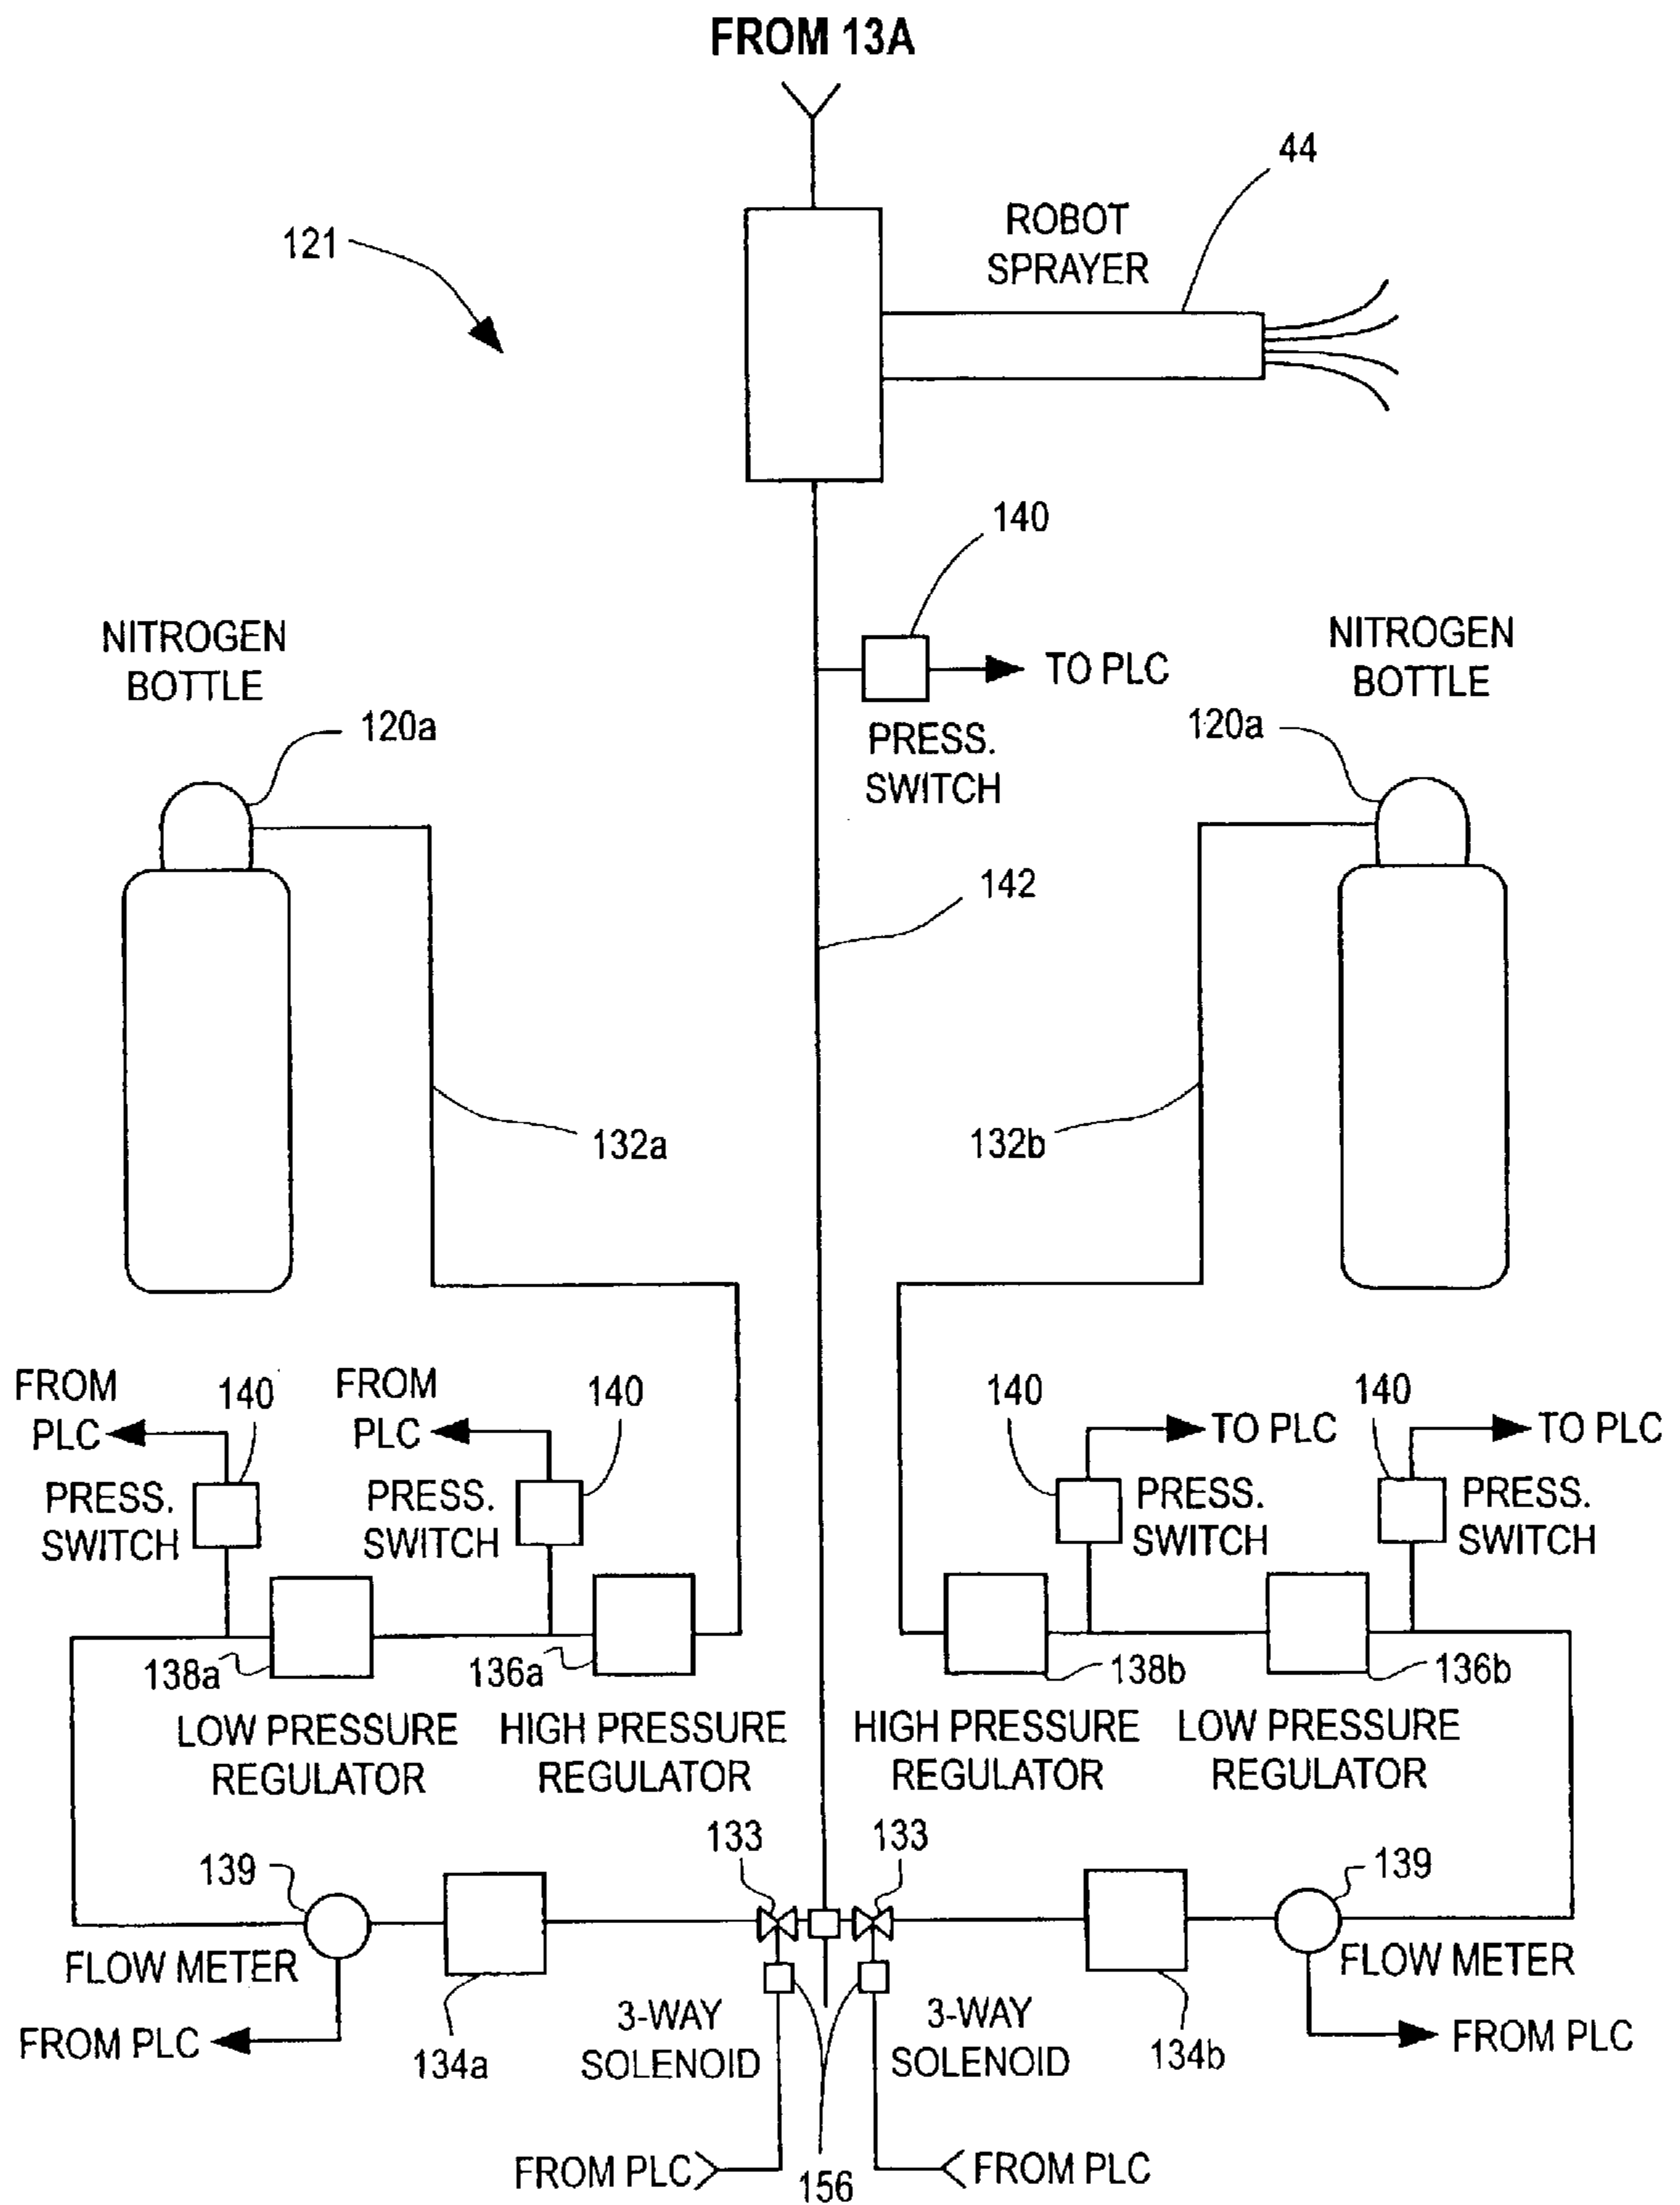 FROM 13A
44
ROBOT
SPRAYER
121
140
TO PLC
PRESS.
SWITCH
NITROGEN
BOTTLE
120a
NITROGEN
BOTTLE
120a
142
132a
132b
FROM
PLC
140
PRESS.
SWITCH
FROM
PLC
140
PRESS.
SWITCH
140
TO PLC
PRESS.
SWITCH
140
TO PLC
PRESS.
SWITCH
138a
136a
138b
136b
LOW PRESSURE
REGULATOR
HIGH PRESSURE
REGULATOR
HIGH PRESSURE
REGULATOR
LOW PRESSURE
REGULATOR
133
133
139
139
FLOW METER
FLOW METER
FROM PLC
134a
3-WAY
SOLENOID
3-WAY
SOLENOID
134b
FROM PLC
FROM PLC
156
FROM PLC